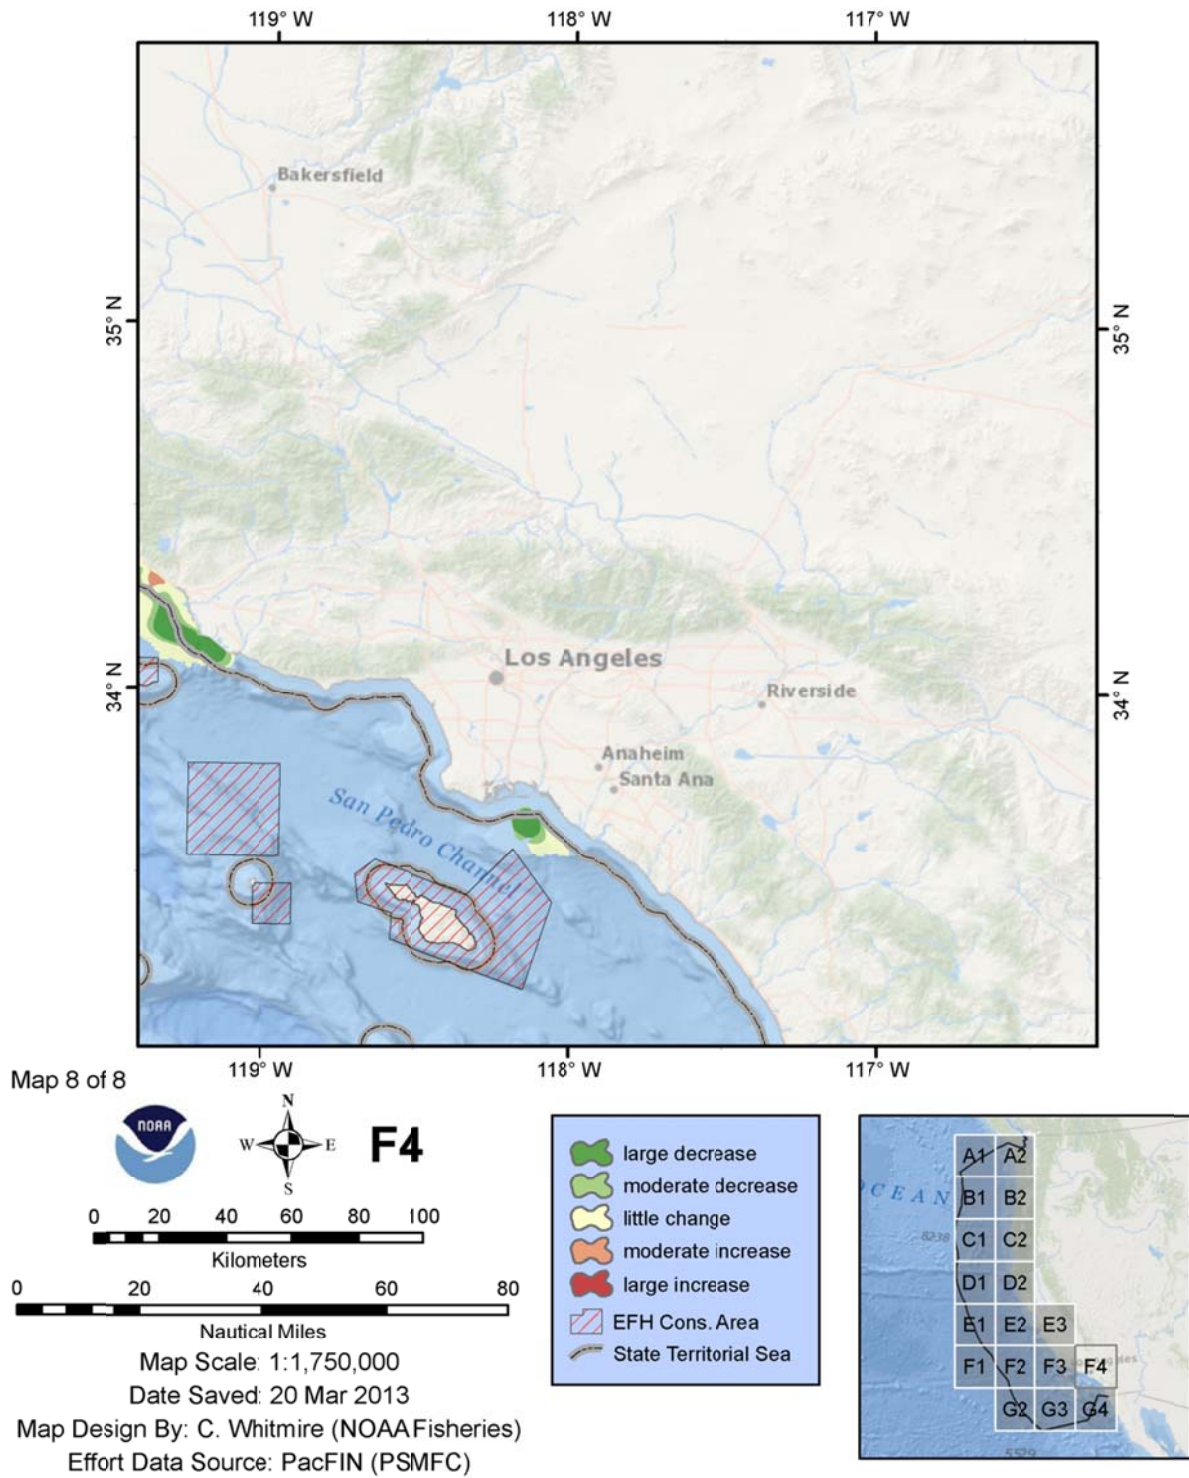 119° W 118° W 117° W
Bakersfield
35° N 35° N
Los Angeles
34° N 34° N
Riverside
Anaheim
Santa Ana
San Pedro Channel
119° W 118° W 117° W
Map 8 of 8
NOAA
N
W E
S
F4
0 20 40 60 80 100
Kilometers
0 20 40 60 80
Nautical Miles
Map Scale: 1:1,750,000
Date Saved: 20 Mar 2013
Map Design By: C. Whitmire (NOAA Fisheries)
Effort Data Source: PacFIN (PSMFC)
large decrease
moderate decrease
little change
moderate increase
large increase
EFH Cons. Area
State Territorial Sea
A1 A2
OCEAN
B1 B2
8238
C1 C2
D1 D2
E1 E2 E3
F1 F2 F3 F4
G2 G3 G4
5529